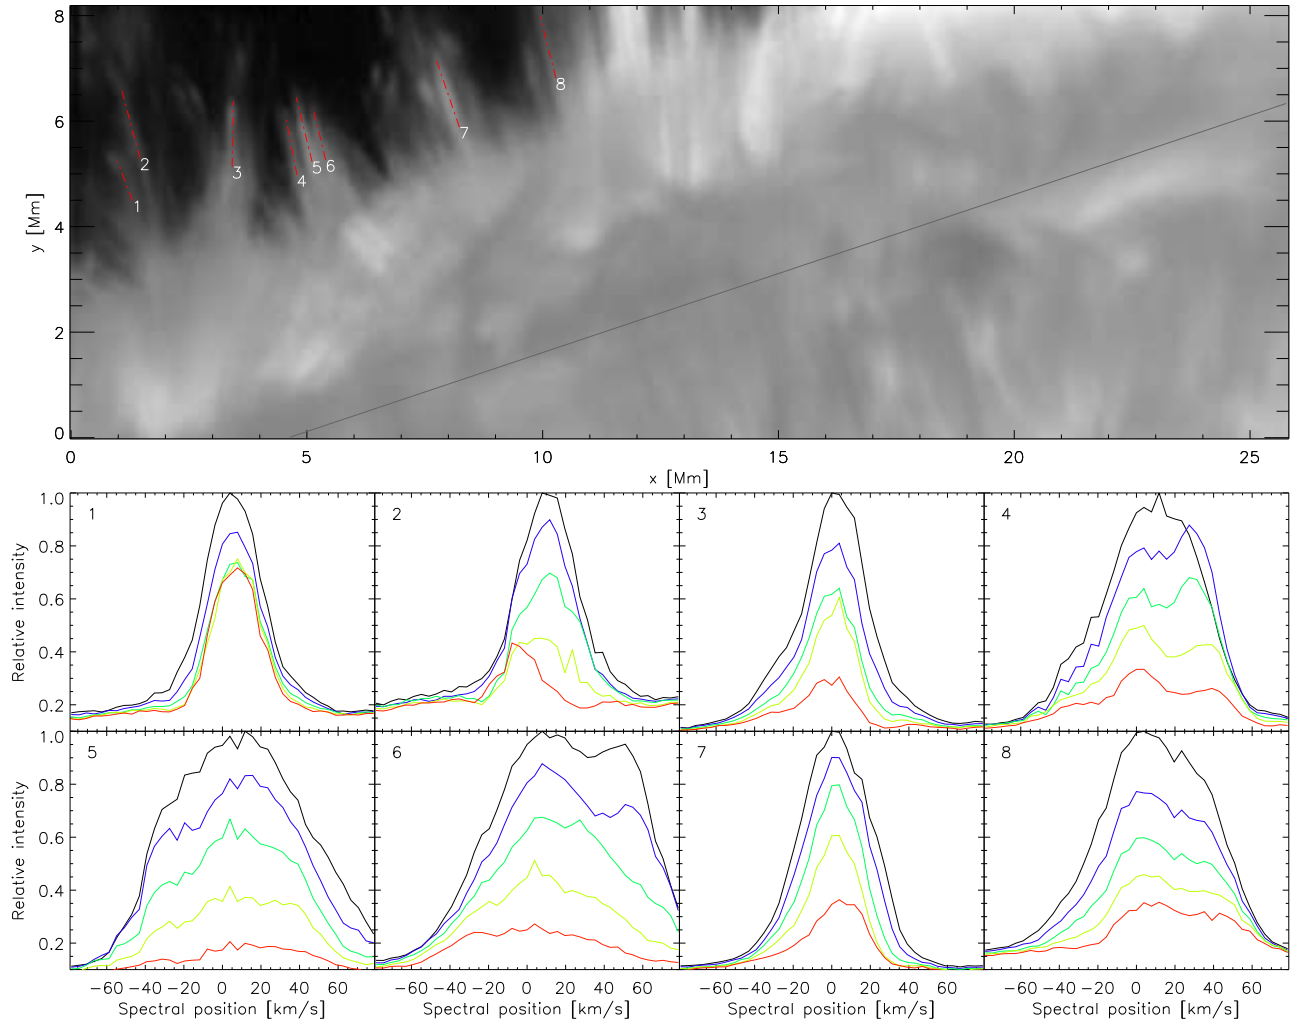 8
6
4
2
0
y [Mm]
1
2
3
4
5
6
7
8
0 5 10 15 20 25
x [Mm]
1 2 3 4
1.0
0.8
0.6
0.4
0.2
Relative intensity
5 6 7 8
1.0
0.8
0.6
0.4
0.2
Relative intensity
−60 −40 −20 0 20 40 60 −60 −40 −20 0 20 40 60 −60 −40 −20 0 20 40 60 −60 −40 −20 0 20 40 60
Spectral position [km/s] Spectral position [km/s] Spectral position [km/s] Spectral position [km/s]